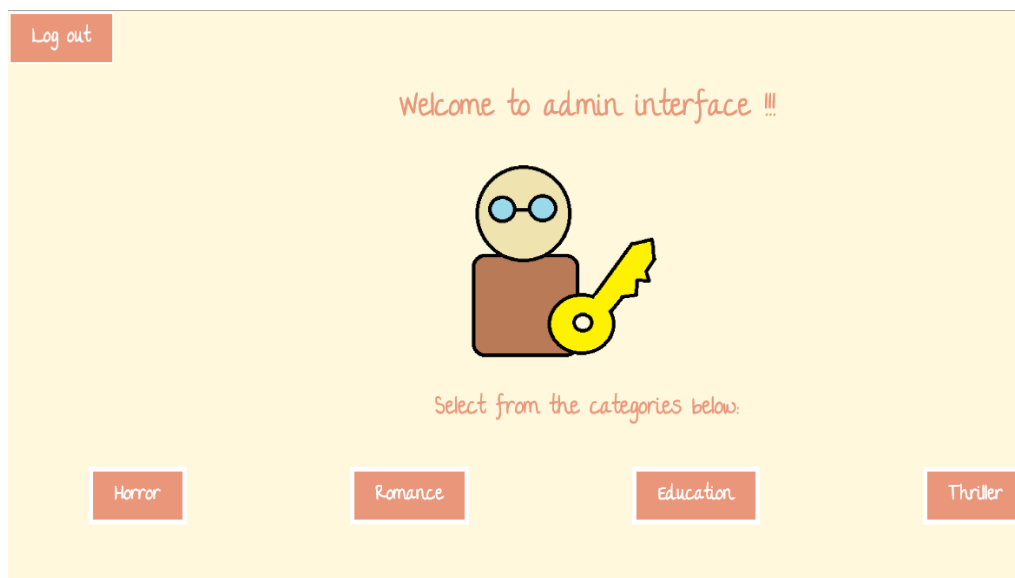 Log out
Welcome to admin interface !!!
Select from the categories below:
Horror Romance Education Thriller